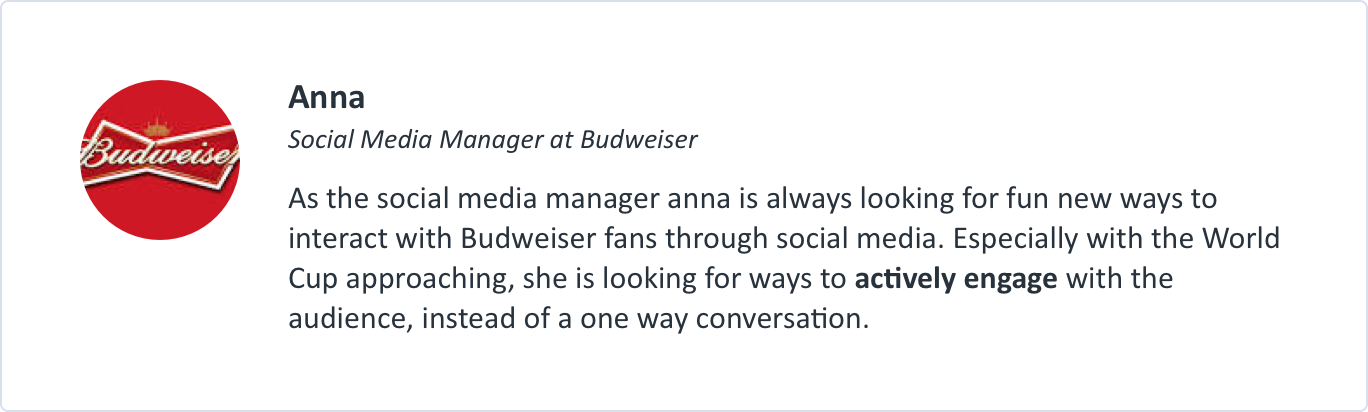 Budweiser
Anna
Social Media Manager at Budweiser
As the social media manager anna is always looking for fun new ways to
interact with Budweiser fans through social media. Especially with the World
Cup approaching, she is looking for ways to actively engage with the
audience, instead of a one way conversation.